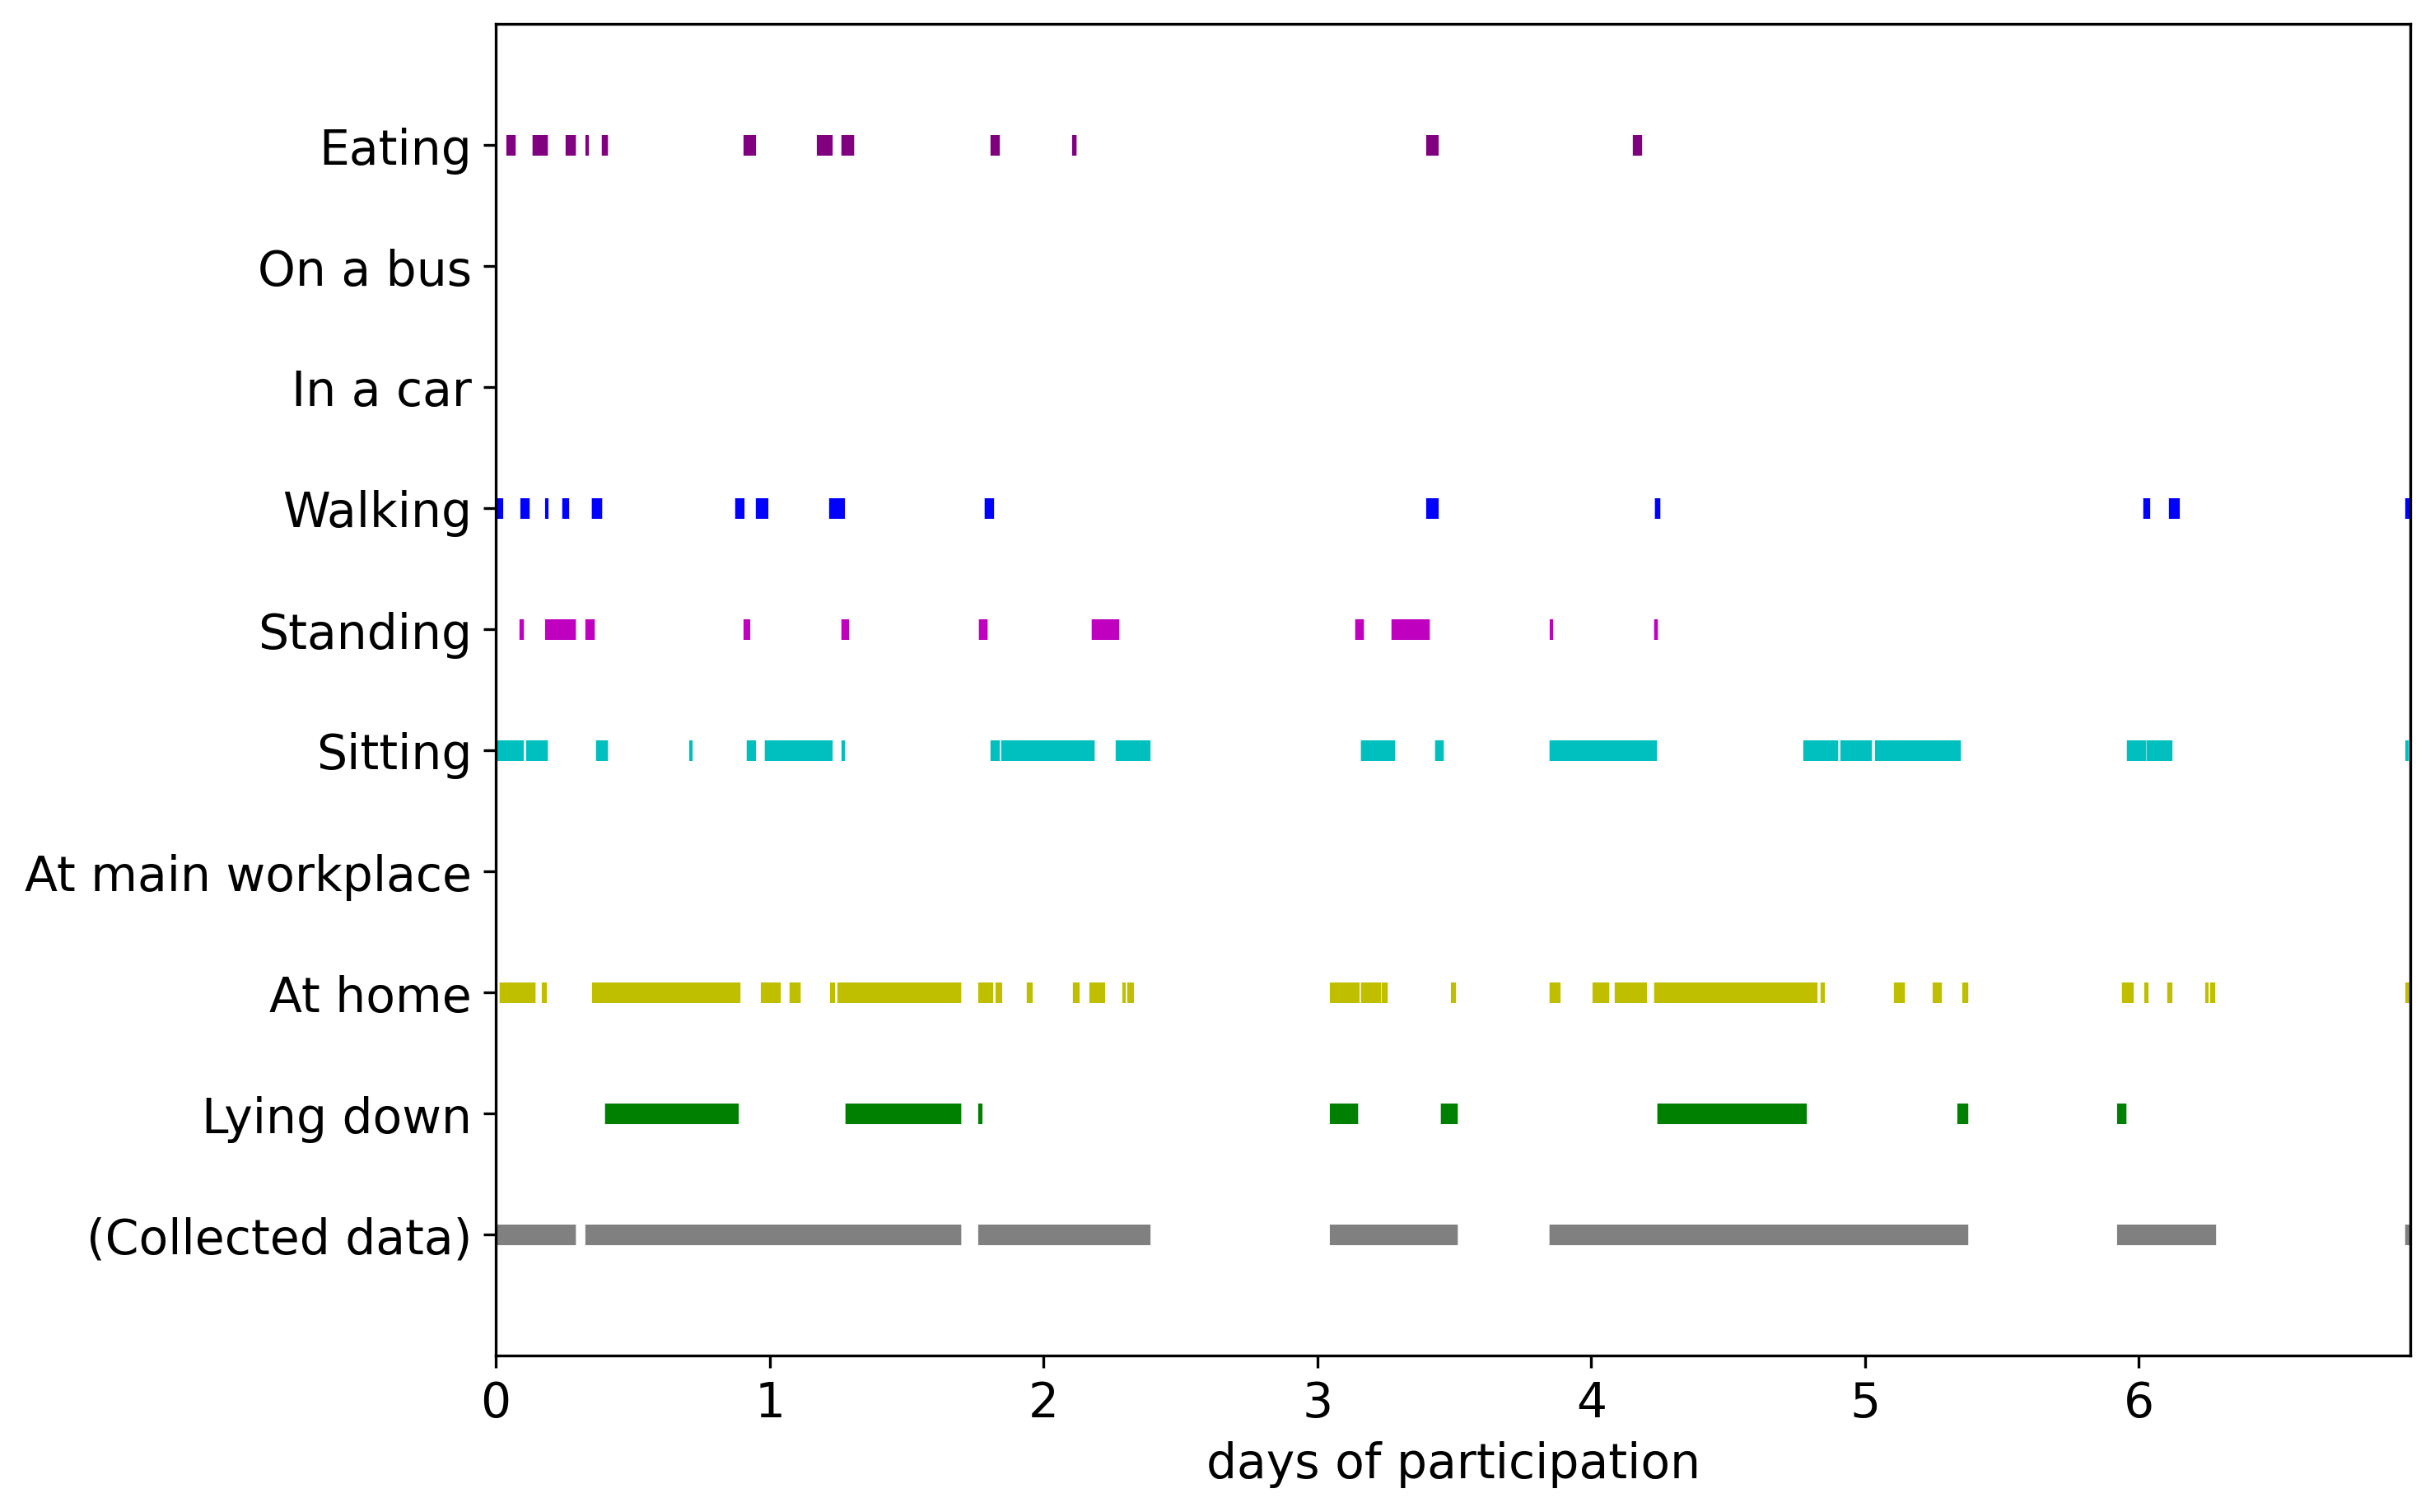 Eating
On a bus
In a car
Walking
Standing
Sitting
At main workplace
At home
Lying down
(Collected data)
0 1 2 3 4 5 6
days of participation